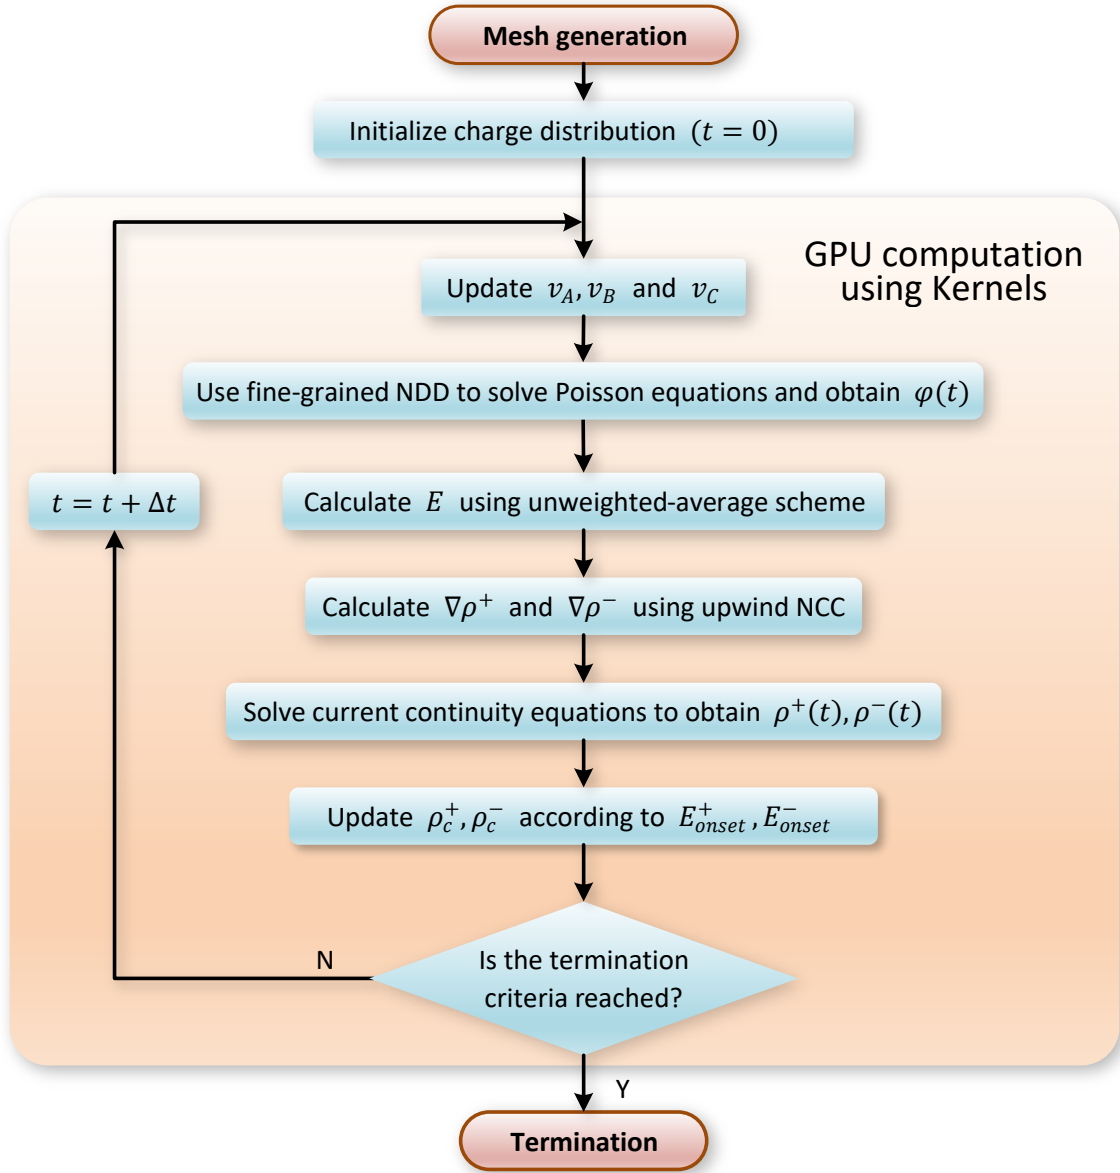 Mesh generation
Initialize charge distribution (t = 0)
GPU computation
using Kernels
Update v_A, v_B and v_C
Use fine-grained NDD to solve Poisson equations and obtain φ(t)
t = t + Δt
Calculate E using unweighted-average scheme
Calculate ∇ρ⁺ and ∇ρ⁻ using upwind NCC
Solve current continuity equations to obtain ρ⁺(t), ρ⁻(t)
Update ρ_c⁺, ρ_c⁻ according to E_onset⁺, E_onset⁻
N
Is the termination
criteria reached?
Y
Termination